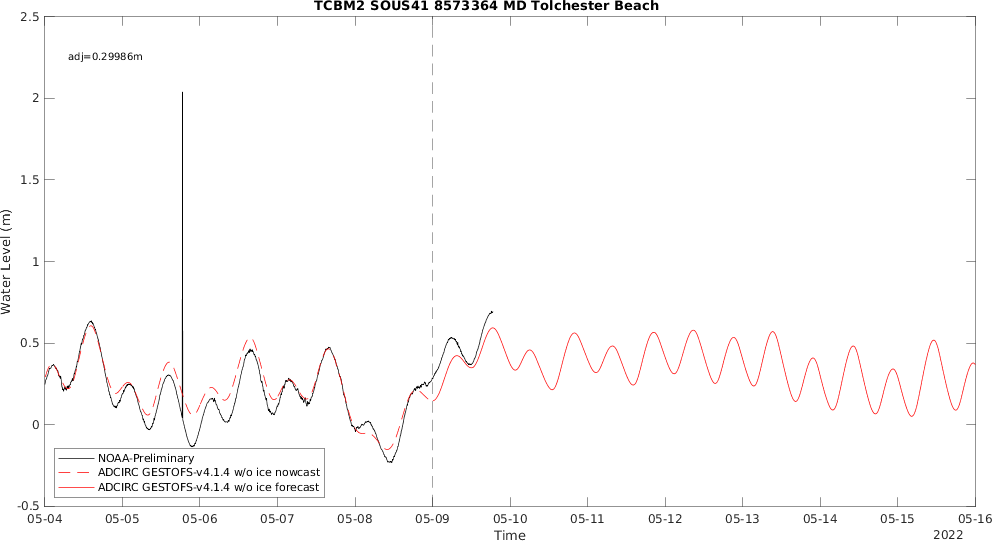 TCBM2 SOUS41 8573364 MD Tolchester Beach
2.5
adj=0.29986m
2
1.5
1
0.5
0
-0.5
Water Level (m)
NOAA-Preliminary
ADCIRC GESTOFS-v4.1.4 w/o ice nowcast
ADCIRC GESTOFS-v4.1.4 w/o ice forecast
05-04 05-05 05-06 05-07 05-08 05-09 05-10 05-11 05-12 05-13 05-14 05-15 05-16
Time
2022